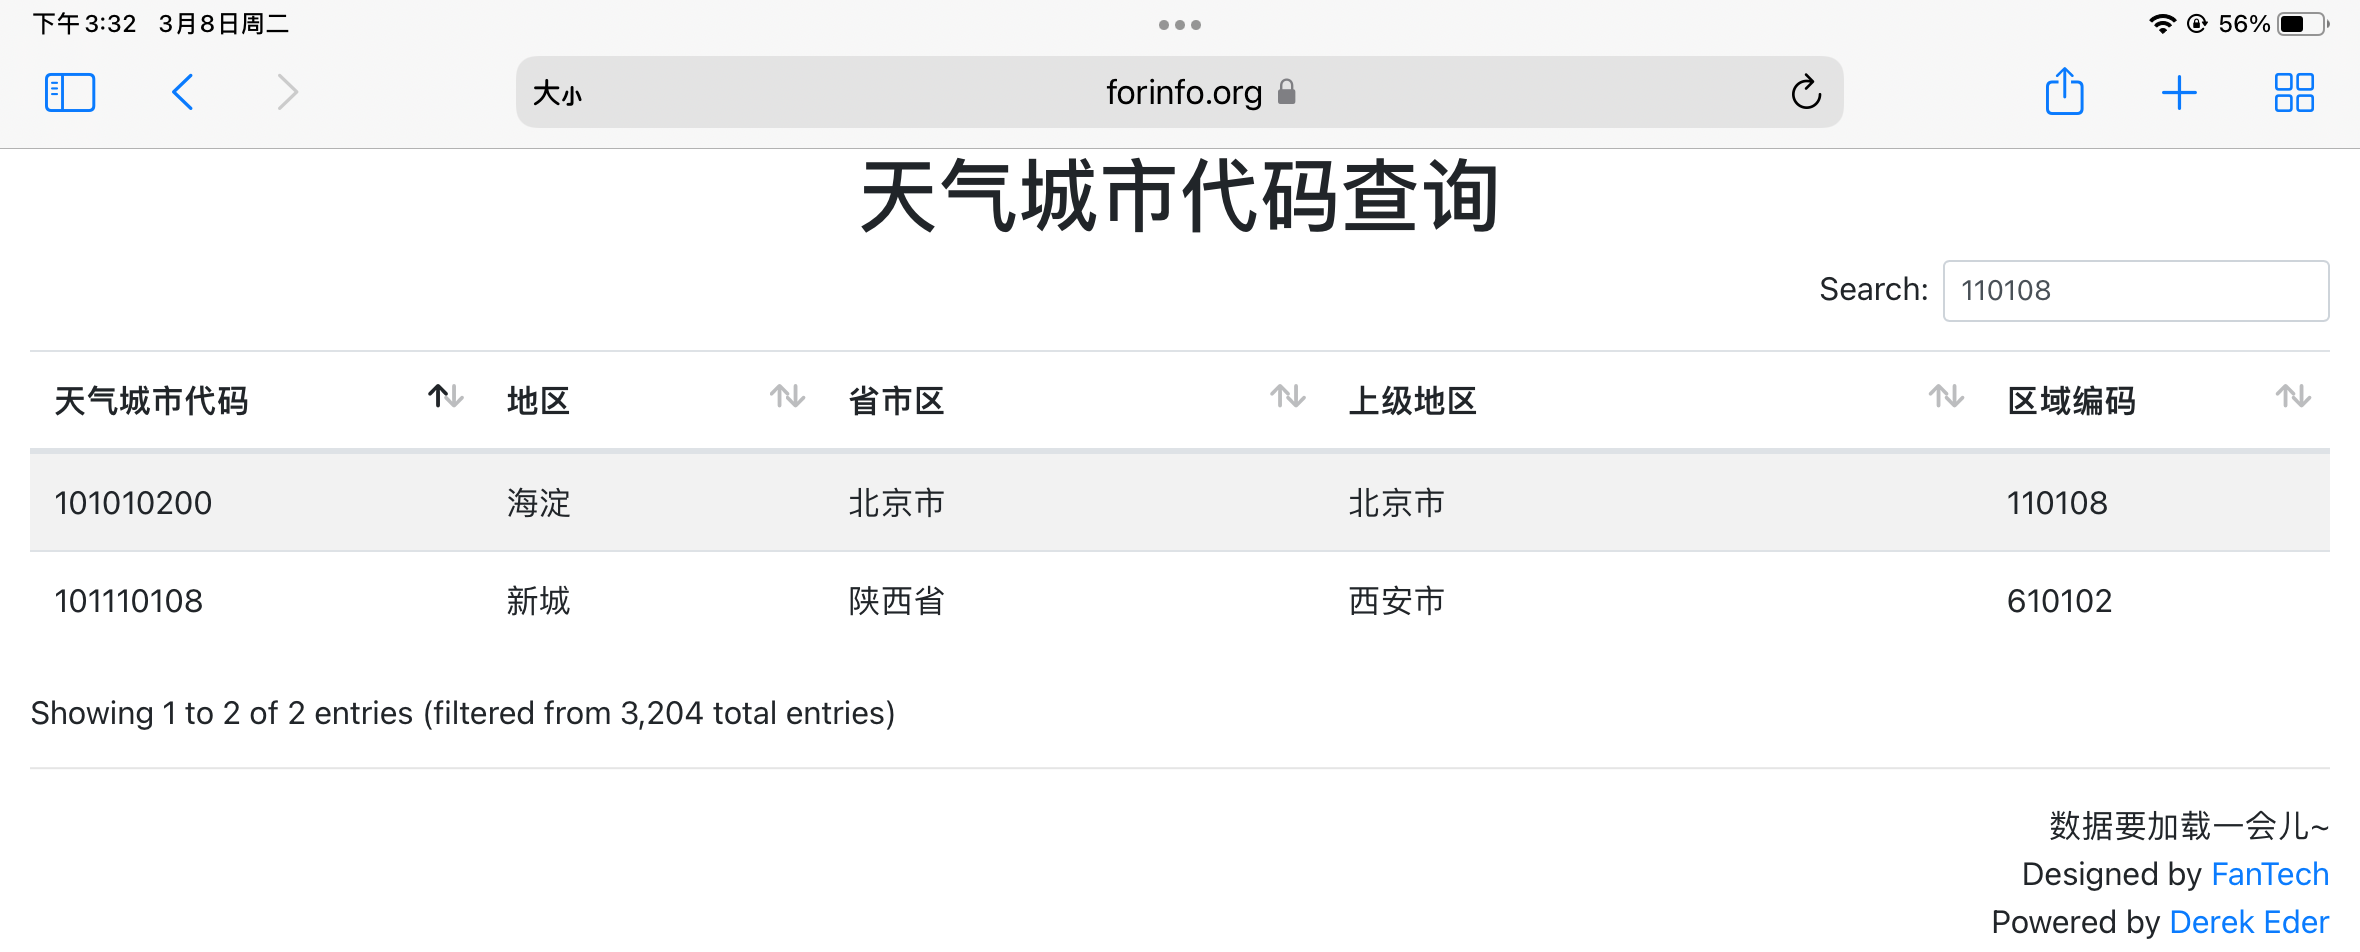 下午3:32 3月8日周二 56%
大小 forinfo.org
天气城市代码查询
Search: 110108
天气城市代码 地区 省市区 上级地区 区域编码
101010200 海淀 北京市 北京市 110108
101110108 新城 陕西省 西安市 610102
Showing 1 to 2 of 2 entries (filtered from 3,204 total entries)
数据要加载一会儿~
Designed by FanTech
Powered by Derek Eder